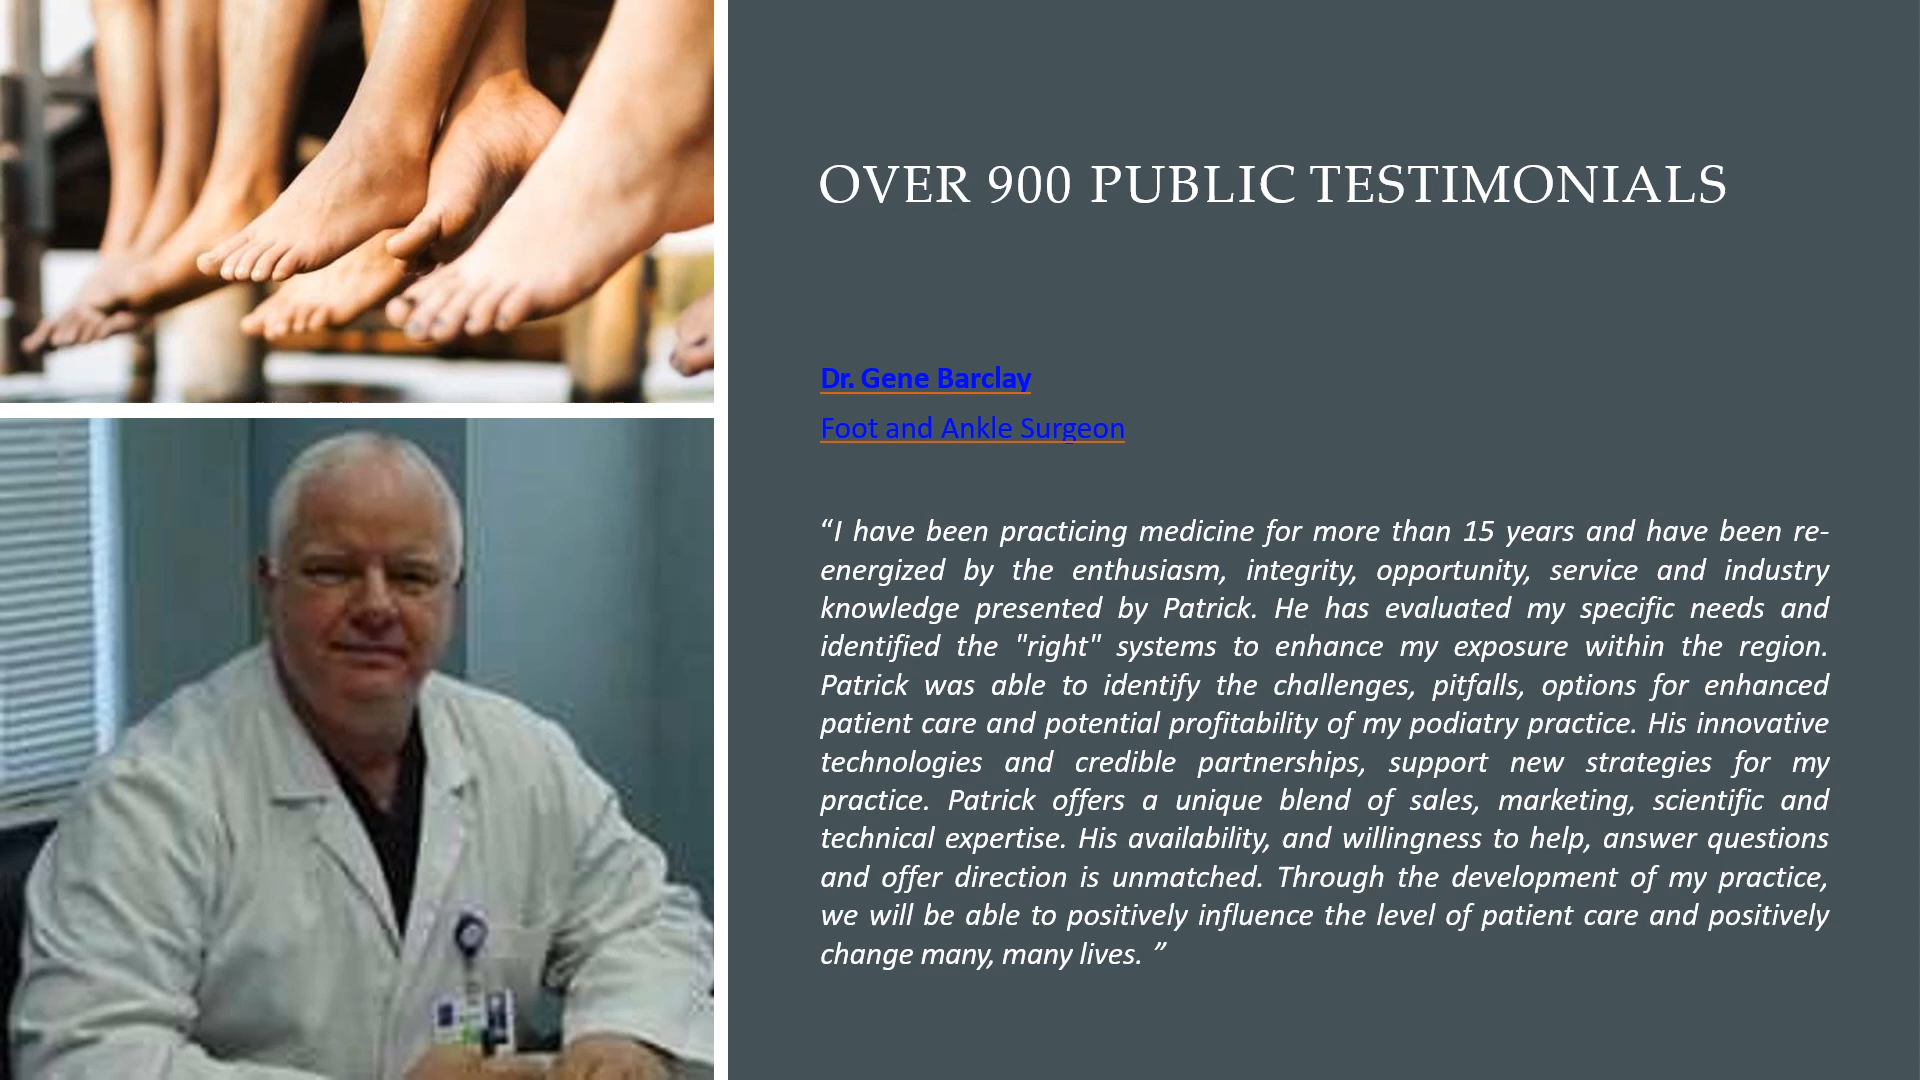 OVER 900 PUBLIC TESTIMONIALS
Dr. Gene Barclay
Foot and Ankle Surgeon
“I have been practicing medicine for more than 15 years and have been re-
energized by the enthusiasm, integrity, opportunity, service and industry
knowledge presented by Patrick. He has evaluated my specific needs and
identified the "right" systems to enhance my exposure within the region.
Patrick was able to identify the challenges, pitfalls, options for enhanced
patient care and potential profitability of my podiatry practice. His innovative
technologies and credible partnerships, support new strategies for my
practice. Patrick offers a unique blend of sales, marketing, scientific and
technical expertise. His availability, and willingness to help, answer questions
and offer direction is unmatched. Through the development of my practice,
we will be able to positively influence the level of patient care and positively
change many, many lives. ”